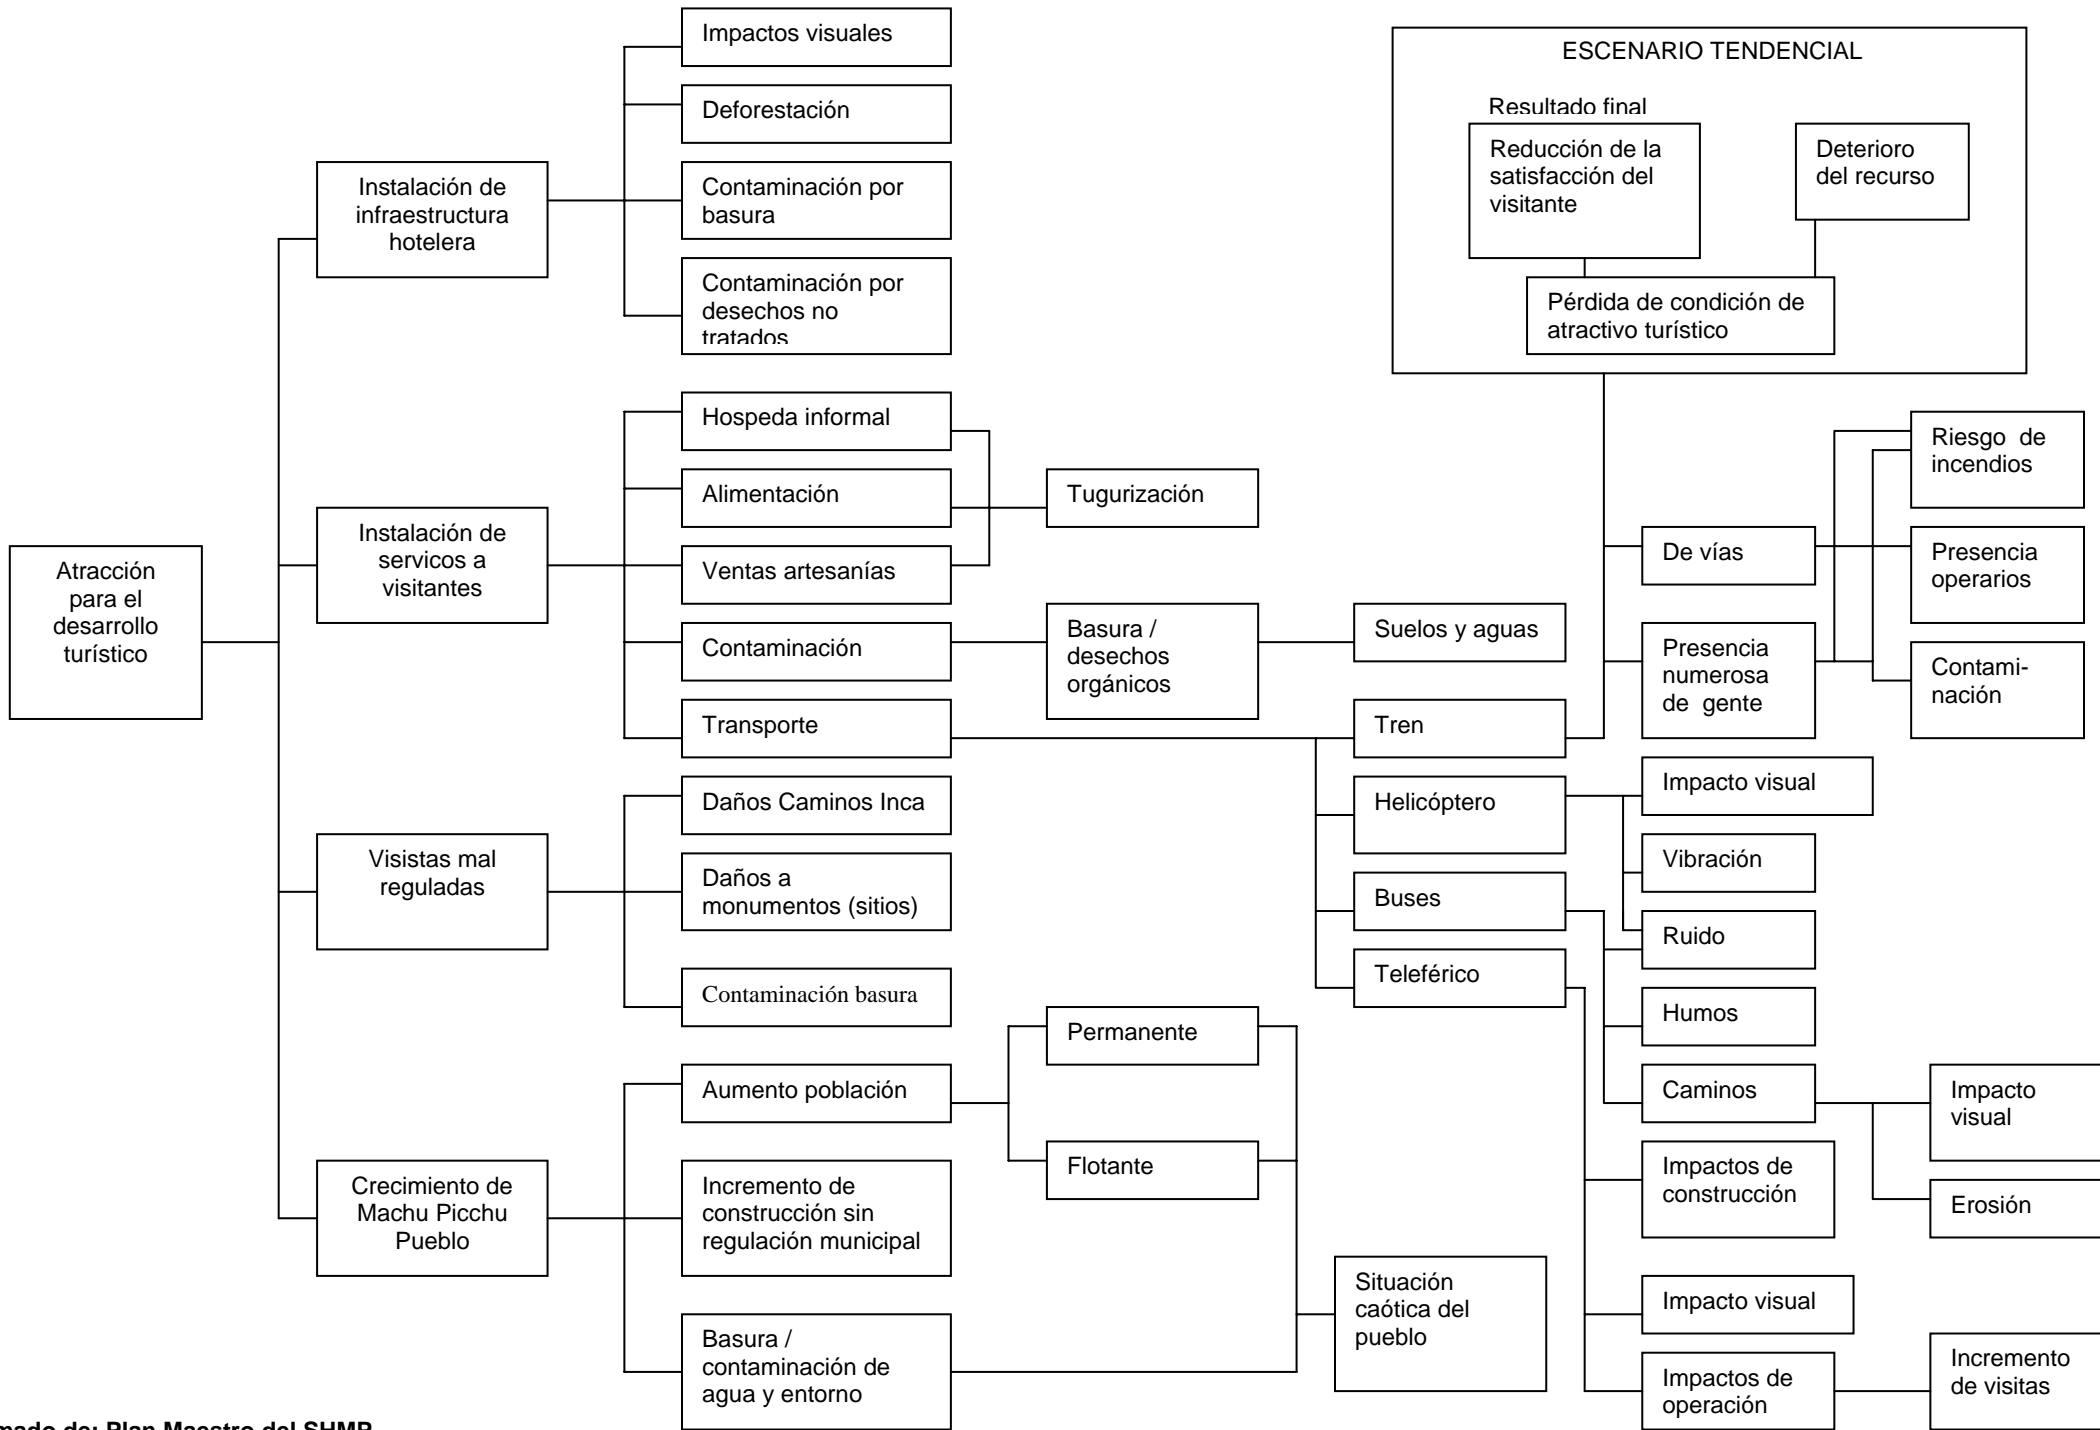 Impactos visuales
Deforestación
Contaminación por
basura
Contaminación por
desechos no
tratados
Instalación de
infraestructura
hotelera
ESCENARIO TENDENCIAL
Resultado final
Reducción de la
satisfacción del
visitante
Deterioro
del recurso
Pérdida de condición de
atractivo turístico
Atracción
para el
desarrollo
turístico
Instalación de
servicos a
visitantes
Hospeda informal
Alimentación
Ventas artesanías
Contaminación
Transporte
Tugurización
Basura /
desechos
orgánicos
Suelos y aguas
Tren
Helicóptero
Buses
Teleférico
De vías
Presencia
numerosa
de gente
Riesgo de
incendios
Presencia
operarios
Contami-
nación
Impacto visual
Vibración
Ruido
Humos
Caminos
Impacto
visual
Erosión
Impactos de
construcción
Impacto visual
Impactos de
operación
Incremento
de visitas
Visistas mal
reguladas
Daños Caminos Inca
Daños a
monumentos (sitios)
Contaminación basura
Crecimiento de
Machu Picchu
Pueblo
Aumento población
Incremento de
construcción sin
regulación municipal
Basura /
contaminación de
agua y entorno
Permanente
Flotante
Situación
caótica del
pueblo
de: Plan Maestro del SHMP